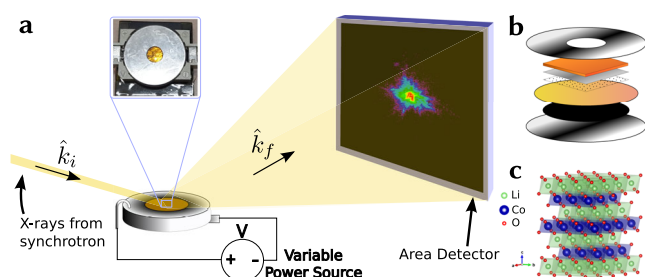 a
b
k̂ᵢ
k̂f
X-rays from
synchrotron
V
+ -
Variable
Power Source
Area Detector
c
Li
Co
O